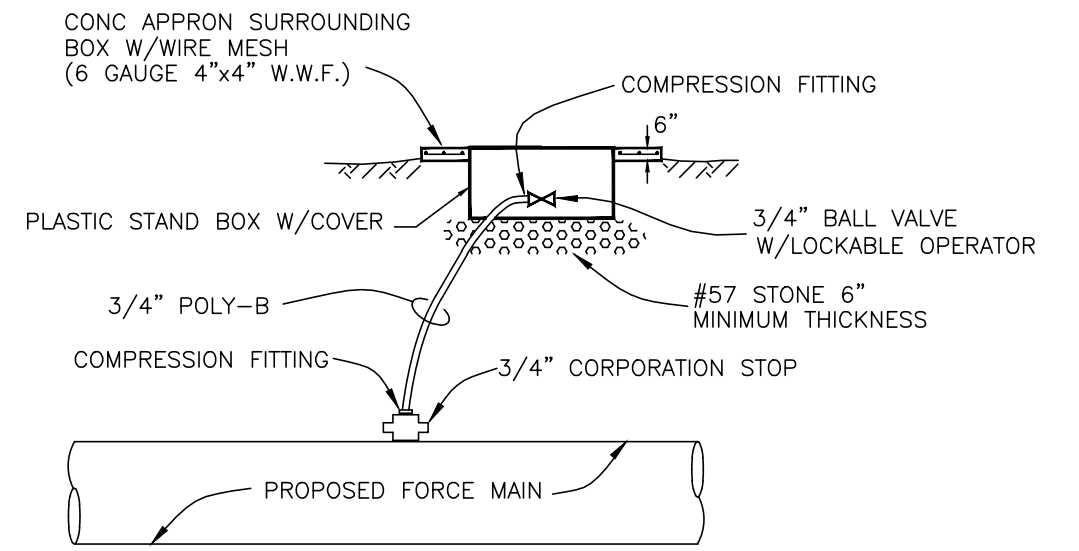 CONC APPRON SURROUNDING
BOX W/WIRE MESH
(6 GAUGE 4"x4" W.W.F.)
COMPRESSION FITTING
6"
PLASTIC STAND BOX W/COVER
3/4" BALL VALVE
W/LOCKABLE OPERATOR
#57 STONE 6"
MINIMUM THICKNESS
3/4" POLY-B
COMPRESSION FITTING
3/4" CORPORATION STOP
PROPOSED FORCE MAIN